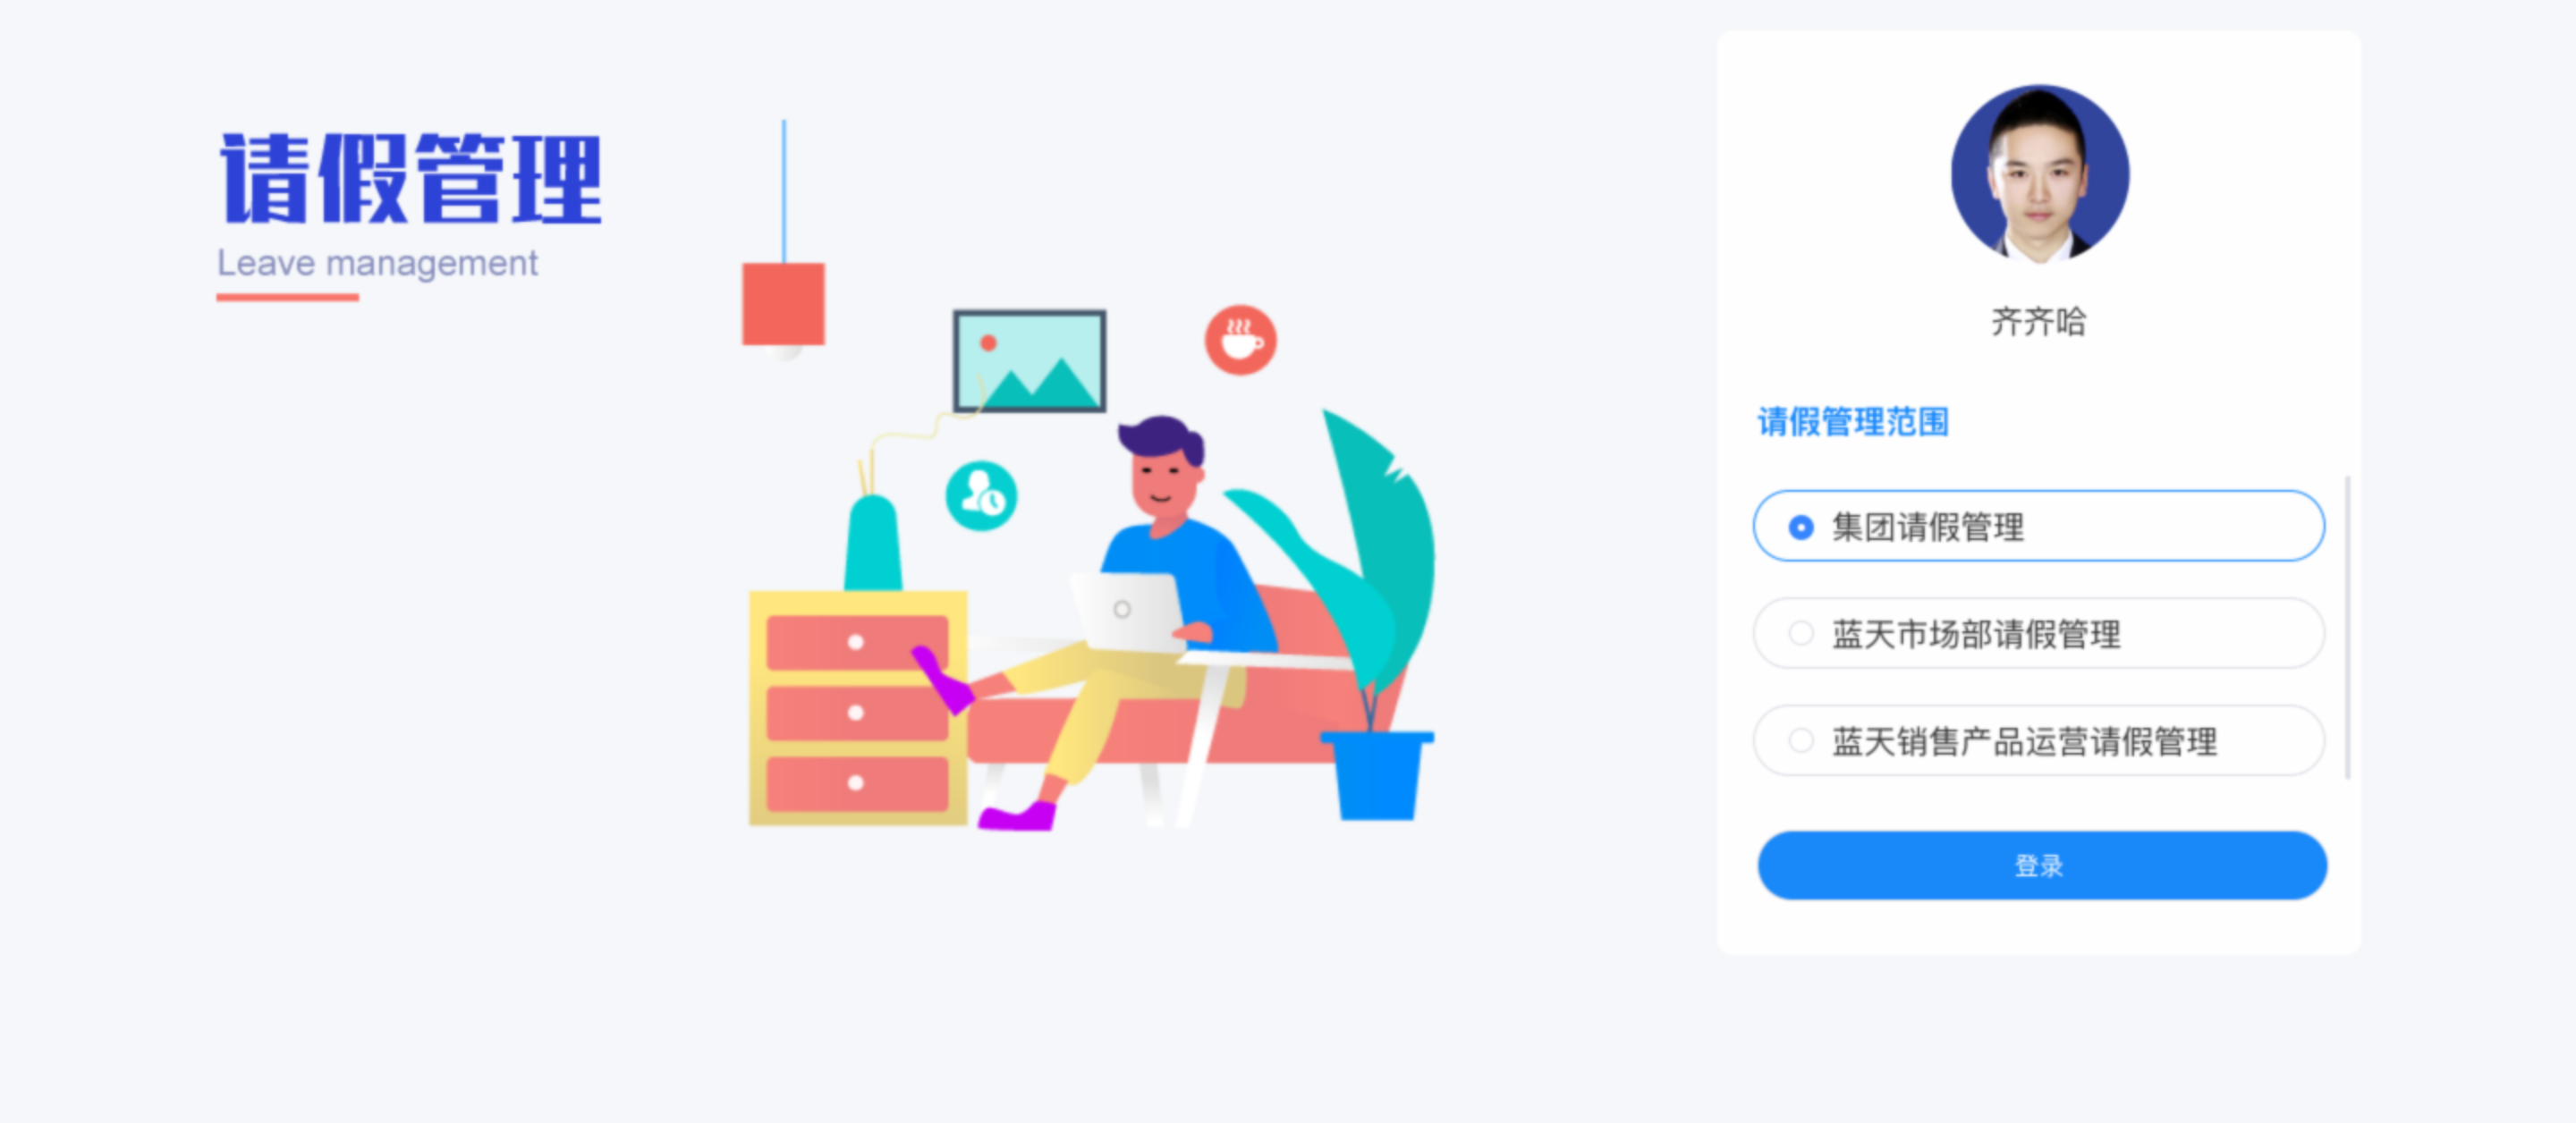 请假管理
Leave management
齐齐哈
请假管理范围
集团请假管理
蓝天市场部请假管理
蓝天销售产品运营请假管理
登录